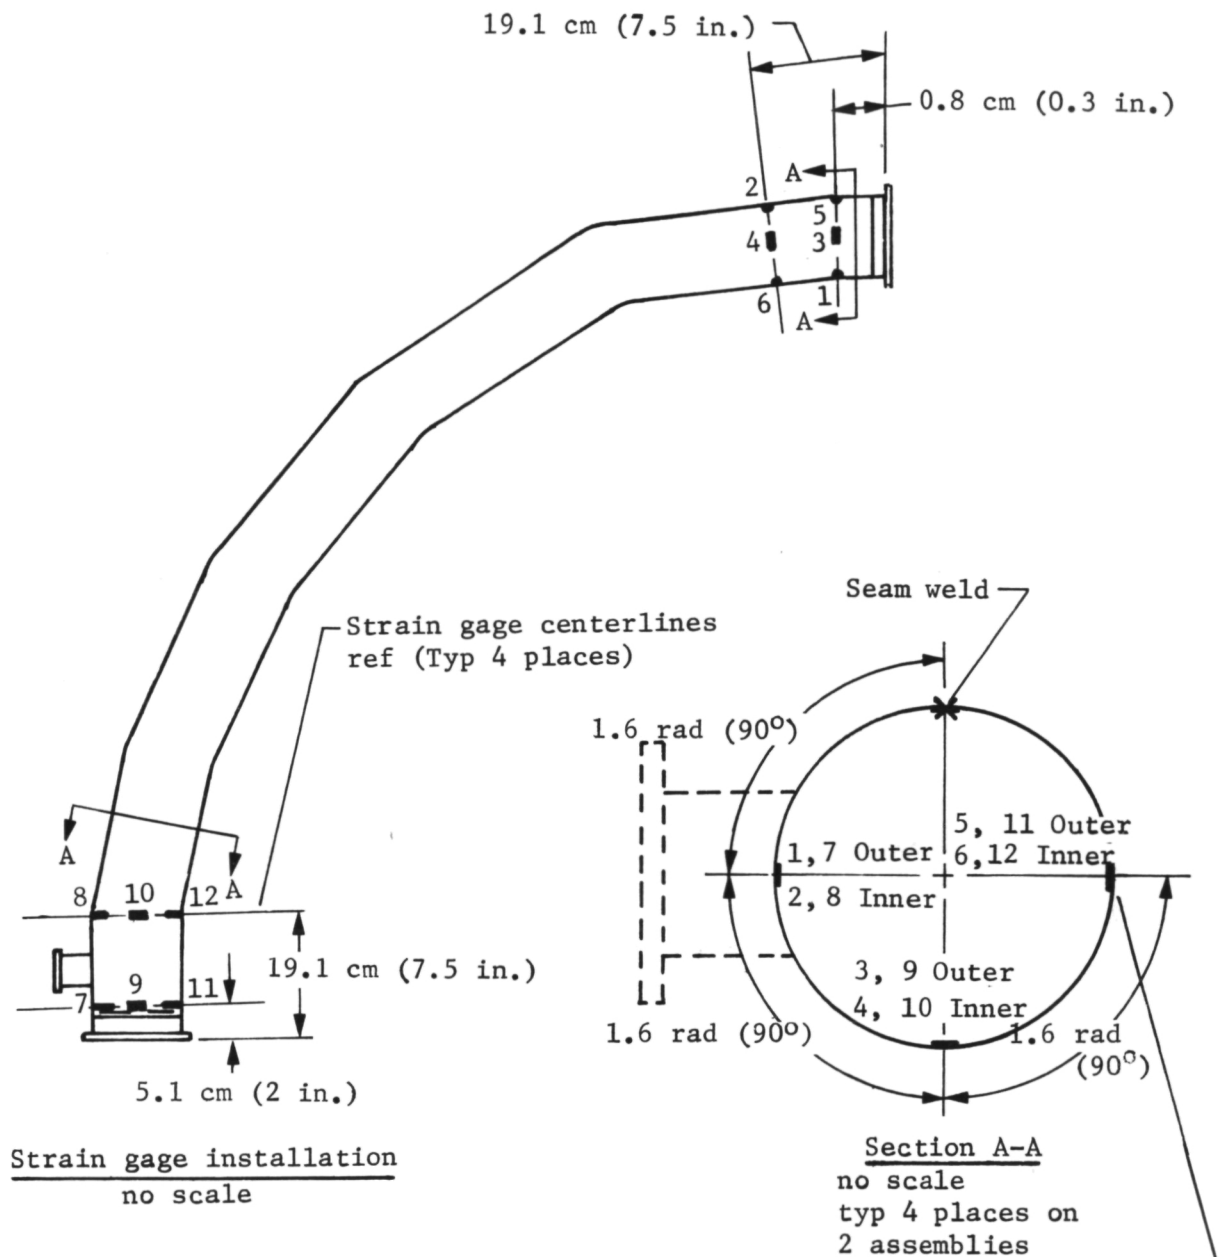 19.1 cm (7.5 in.)
0.8 cm (0.3 in.)
A
2
5
4
3
6
1
A
Strain gage centerlines
ref (Typ 4 places)
Seam weld
1.6 rad (90°)
A
A
8
10
12
19.1 cm (7.5 in.)
7
9
11
5.1 cm (2 in.)
5, 11 Outer
6,12 Inner
1,7 Outer
2, 8 Inner
3, 9 Outer
4, 10 Inner
1.6 rad (90°)
1.6 rad
(90°)
Strain gage installation
no scale
Section A-A
no scale
typ 4 places on
2 assemblies